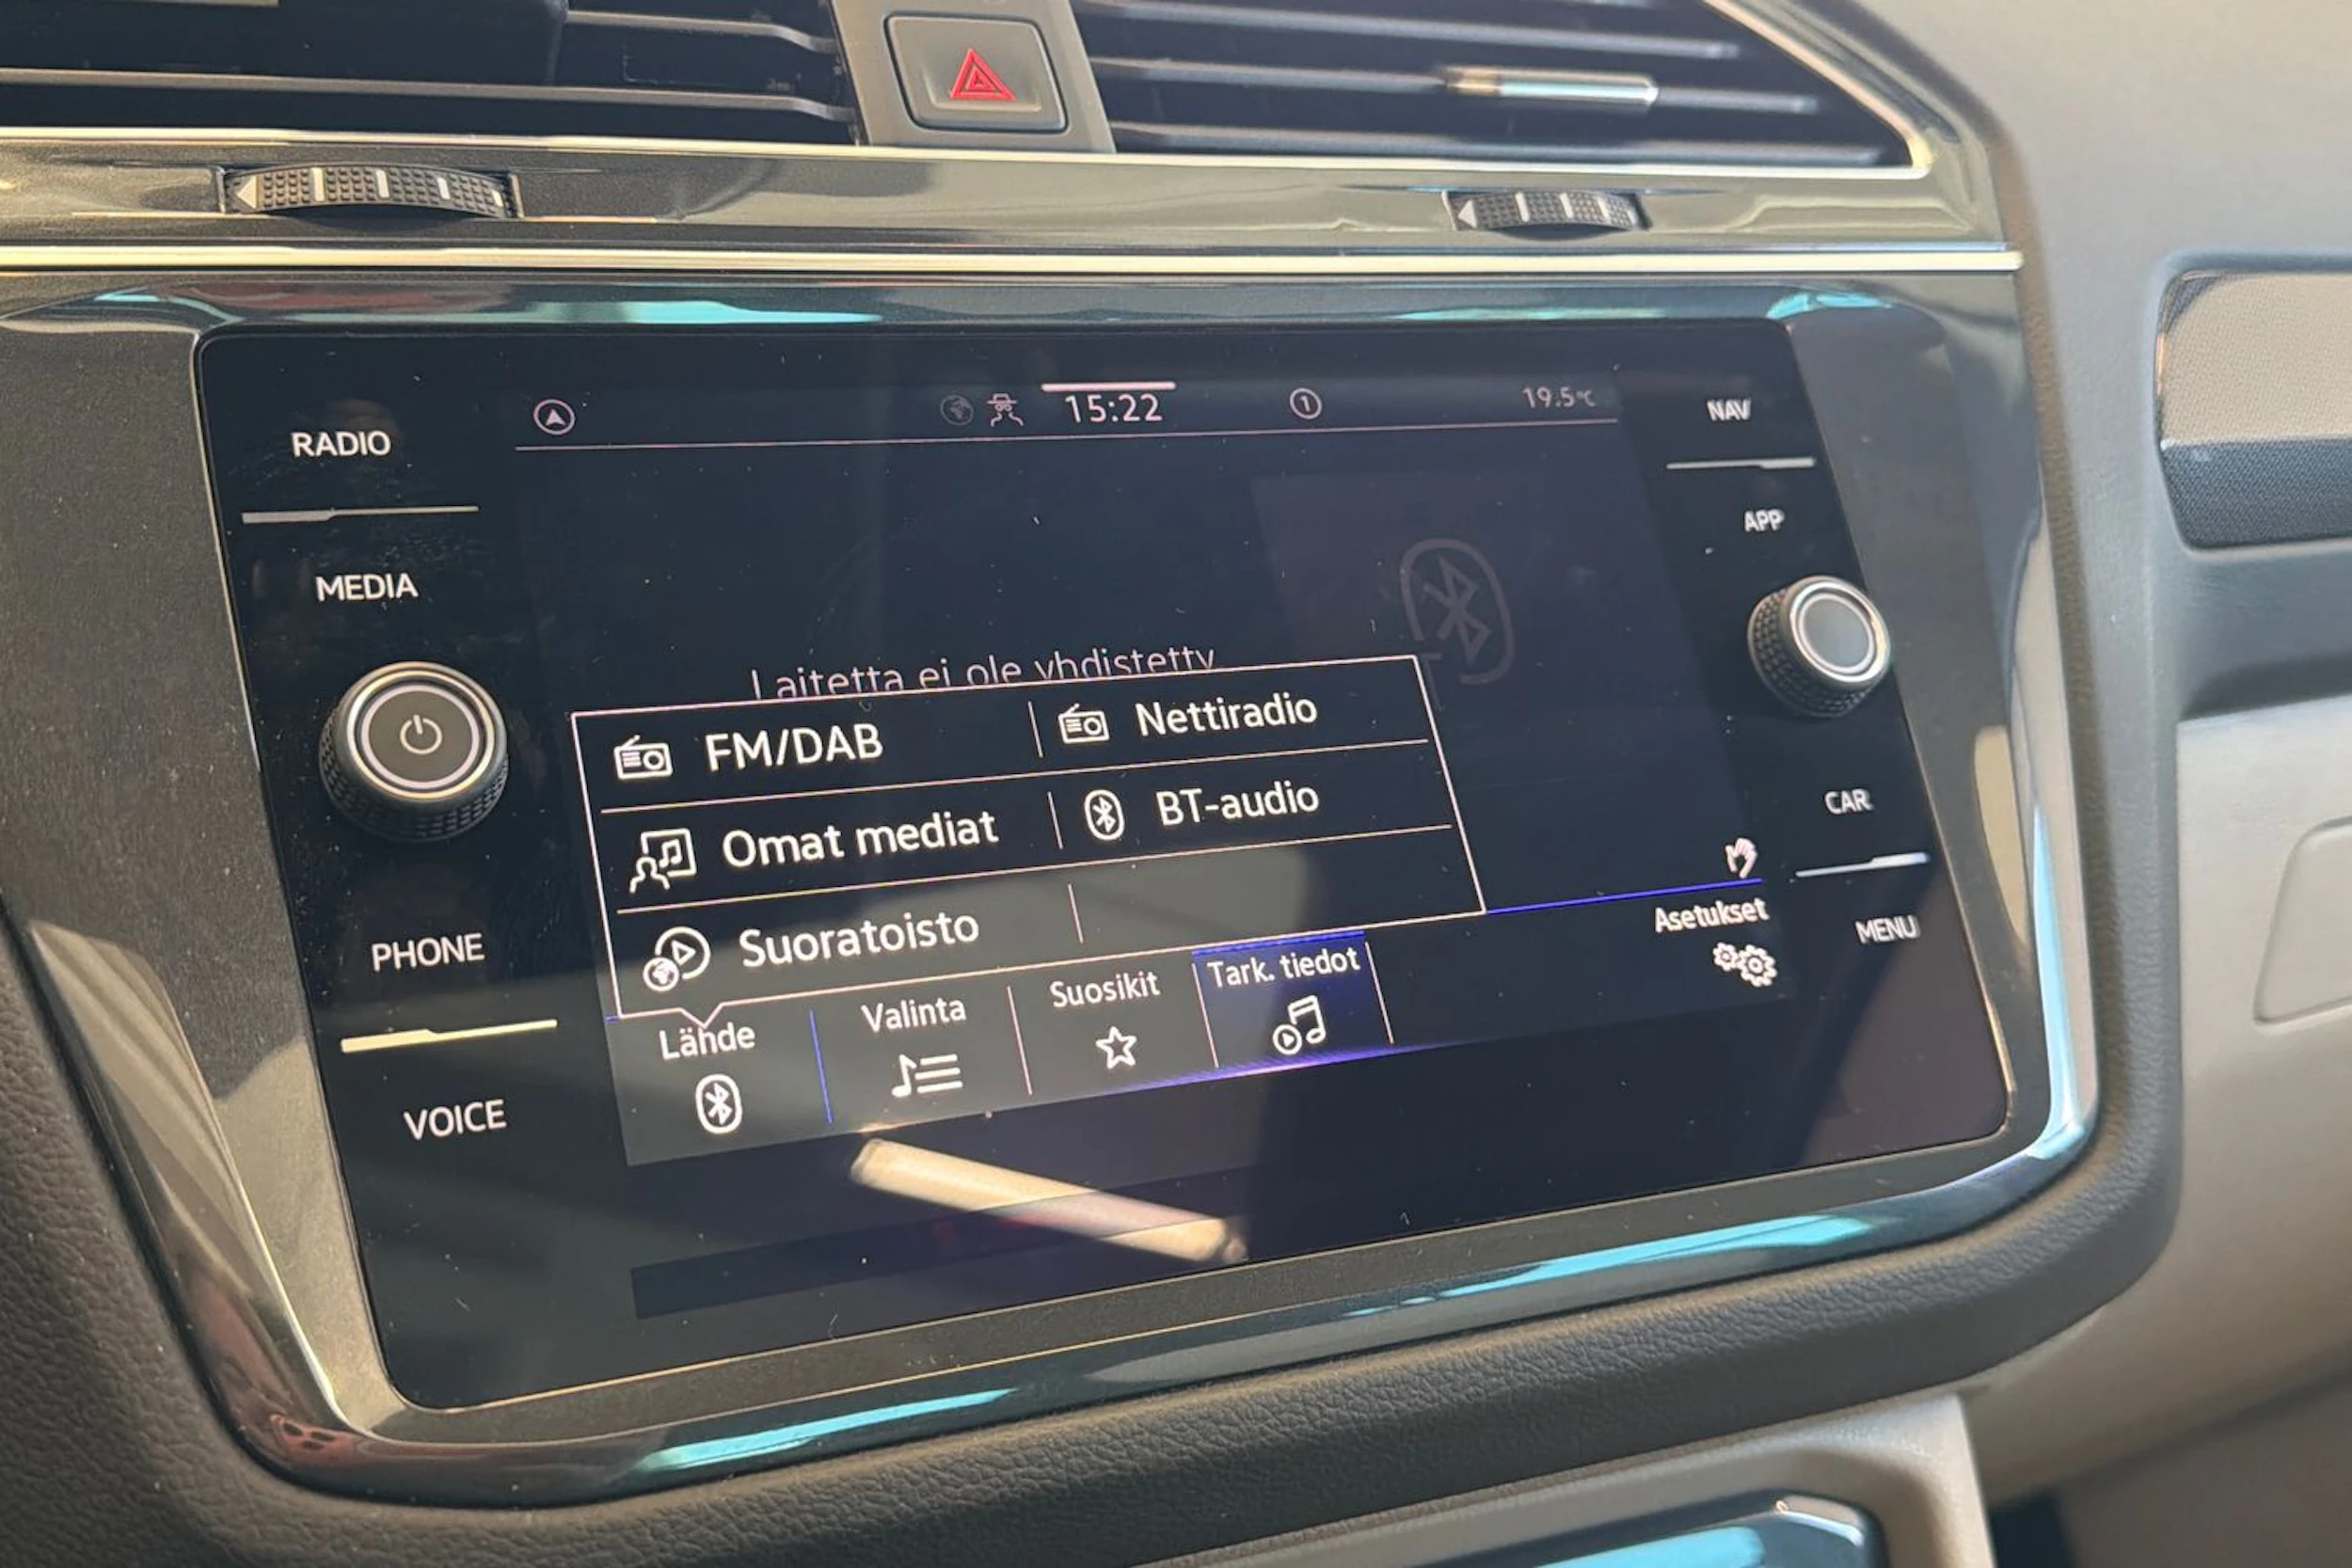 RADIO
MEDIA
PHONE
VOICE
15:22
1
19.5°C
NAV
APP
CAR
MENU
Laitetta ei ole yhdistetty
FM/DAB
Nettiradio
Omat mediat
BT-audio
Suoratoisto
Lähde
Valinta
Suosikit
Tark. tiedot
Asetukset